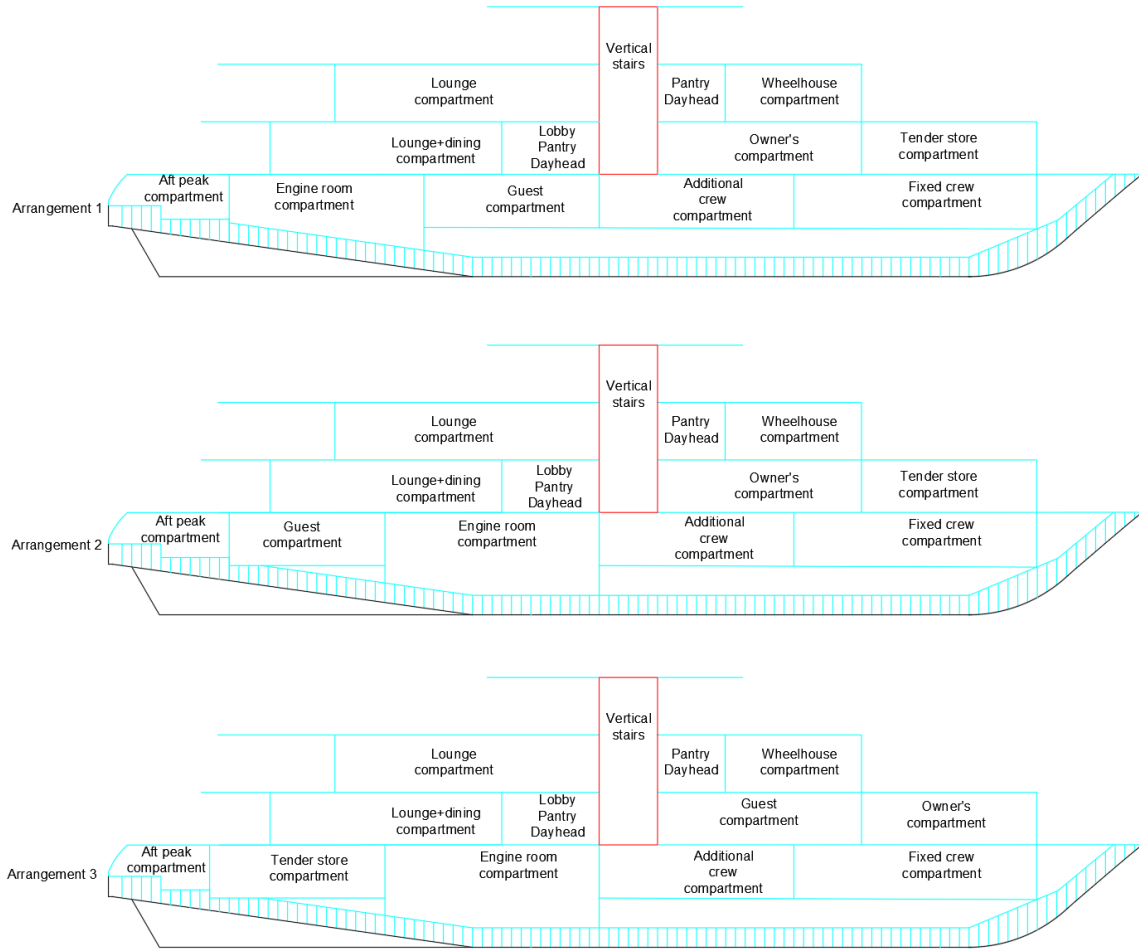 Vertical
stairs
Lounge
compartment
Pantry
Dayhead
Wheelhouse
compartment
Lounge+dining
compartment
Lobby
Pantry
Dayhead
Owner's
compartment
Tender store
compartment
Arrangement 1
Aft peak
compartment
Engine room
compartment
Guest
compartment
Additional
crew
compartment
Fixed crew
compartment
Vertical
stairs
Lounge
compartment
Pantry
Dayhead
Wheelhouse
compartment
Lounge+dining
compartment
Lobby
Pantry
Dayhead
Owner's
compartment
Tender store
compartment
Arrangement 2
Aft peak
compartment
Guest
compartment
Engine room
compartment
Additional
crew
compartment
Fixed crew
compartment
Vertical
stairs
Lounge
compartment
Pantry
Dayhead
Wheelhouse
compartment
Lounge+dining
compartment
Lobby
Pantry
Dayhead
Guest
compartment
Owner's
compartment
Arrangement 3
Aft peak
compartment
Tender store
compartment
Engine room
compartment
Additional
crew
compartment
Fixed crew
compartment